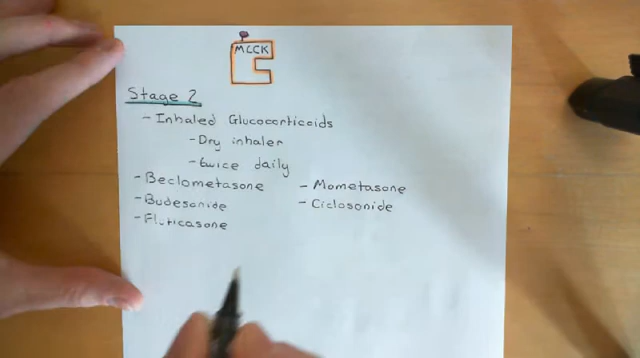 MCCK
Stage 2
- Inhaled Glucocorticoids
- Dry inhaler
- twice daily
- Beclometasone
- Budesonide
- Fluticasone
- Mometasone
- Ciclosonide